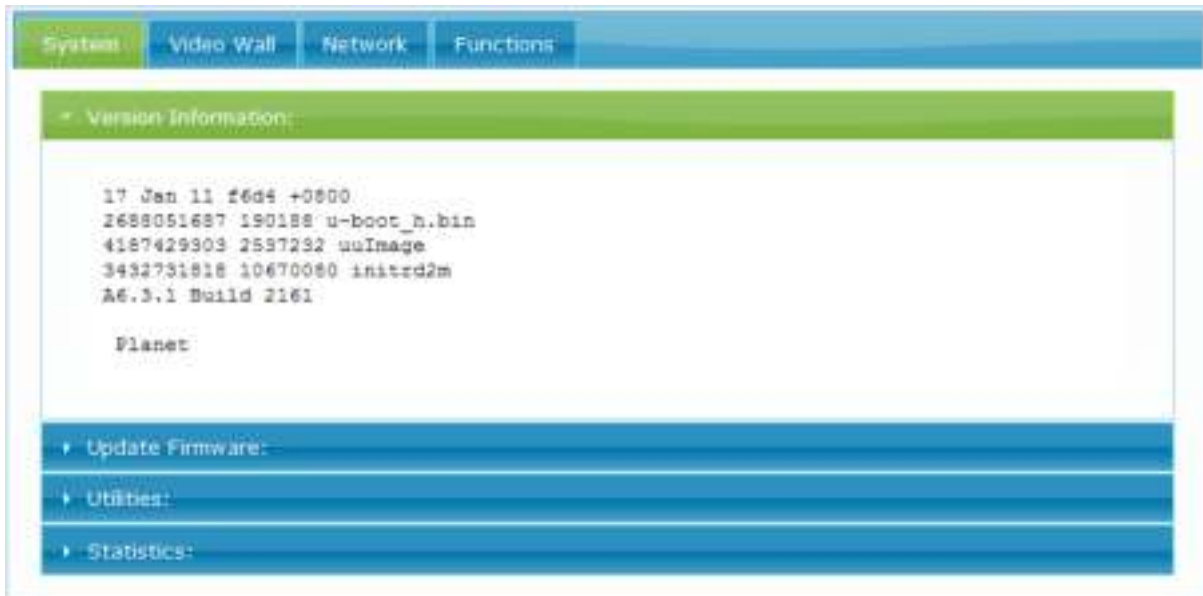 System Video Wall Network Functions
Version Information:
17 Jan 11 f6d4 +0800
2688051687 190188 u-boot_h.bin
4187429303 2537232 uuImage
3432731818 10670080 initrd2m
A6.3.1 Build 2161
Planet
Update Firmware:
Utilities:
Statistics: